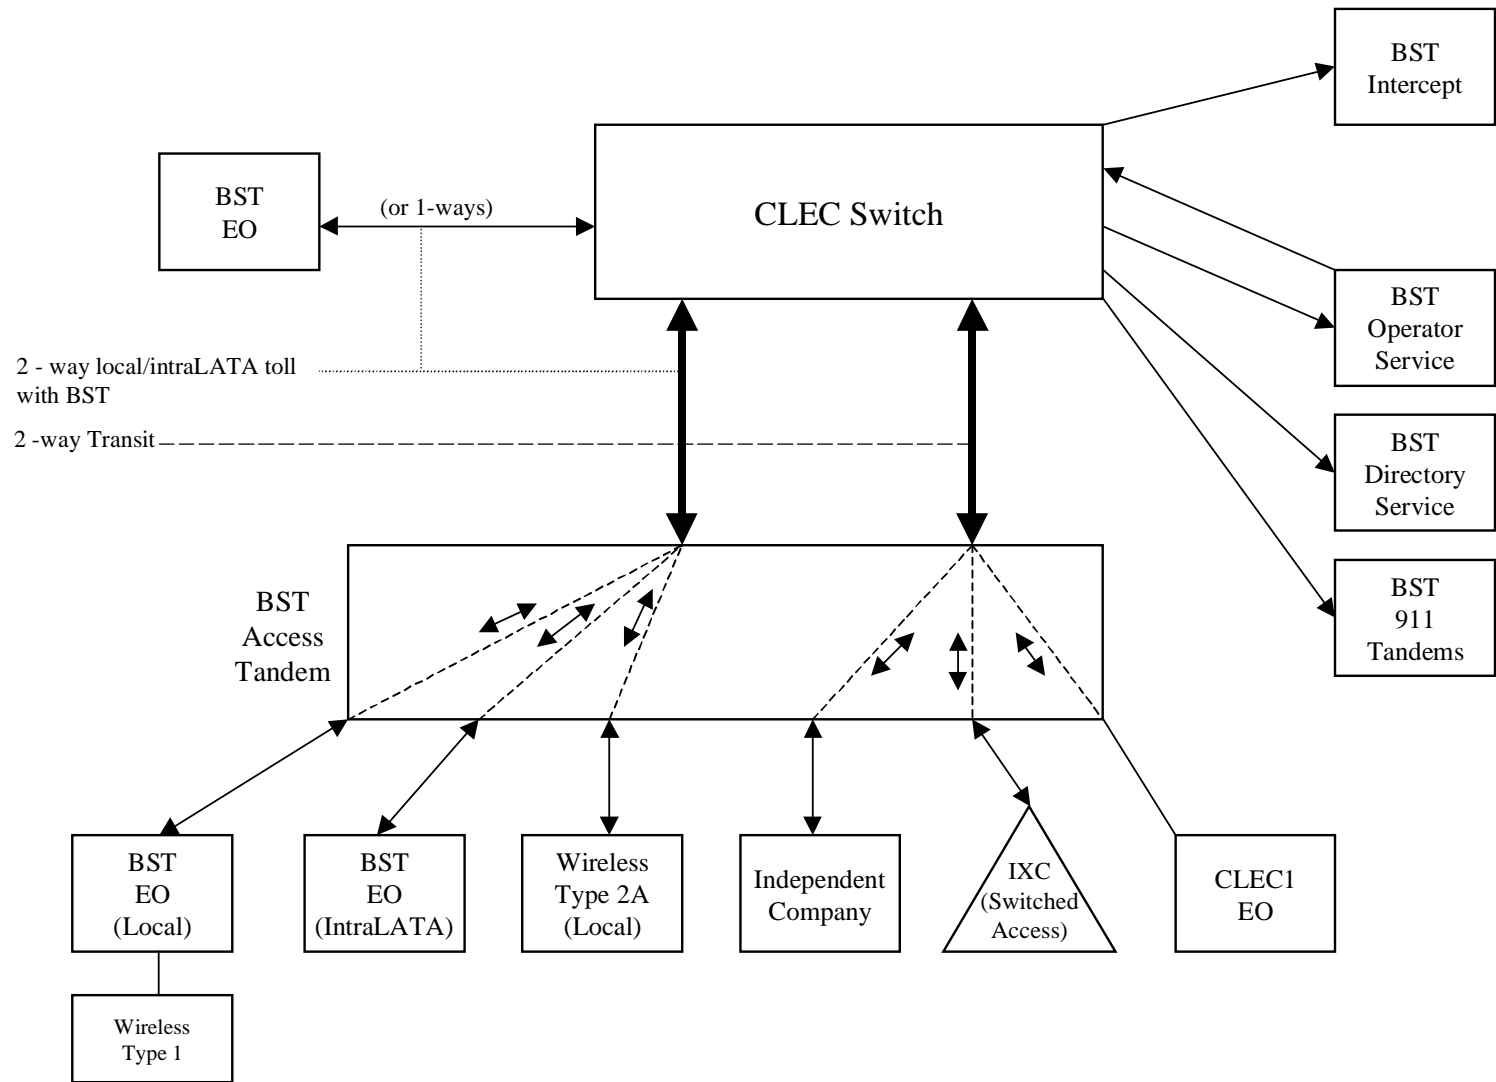 BST
Intercept
BST
EO
(or 1-ways)
CLEC Switch
BST
Operator
Service
2 - way local/intraLATA toll
with BST
2 -way Transit
BST
Directory
Service
BST
911
Tandems
BST
Access
Tandem
BST
EO
(Local)
BST
EO
(IntraLATA)
Wireless
Type 2A
(Local)
Independent
Company
IXC
(Switched
Access)
CLEC1
EO
Wireless
Type 1